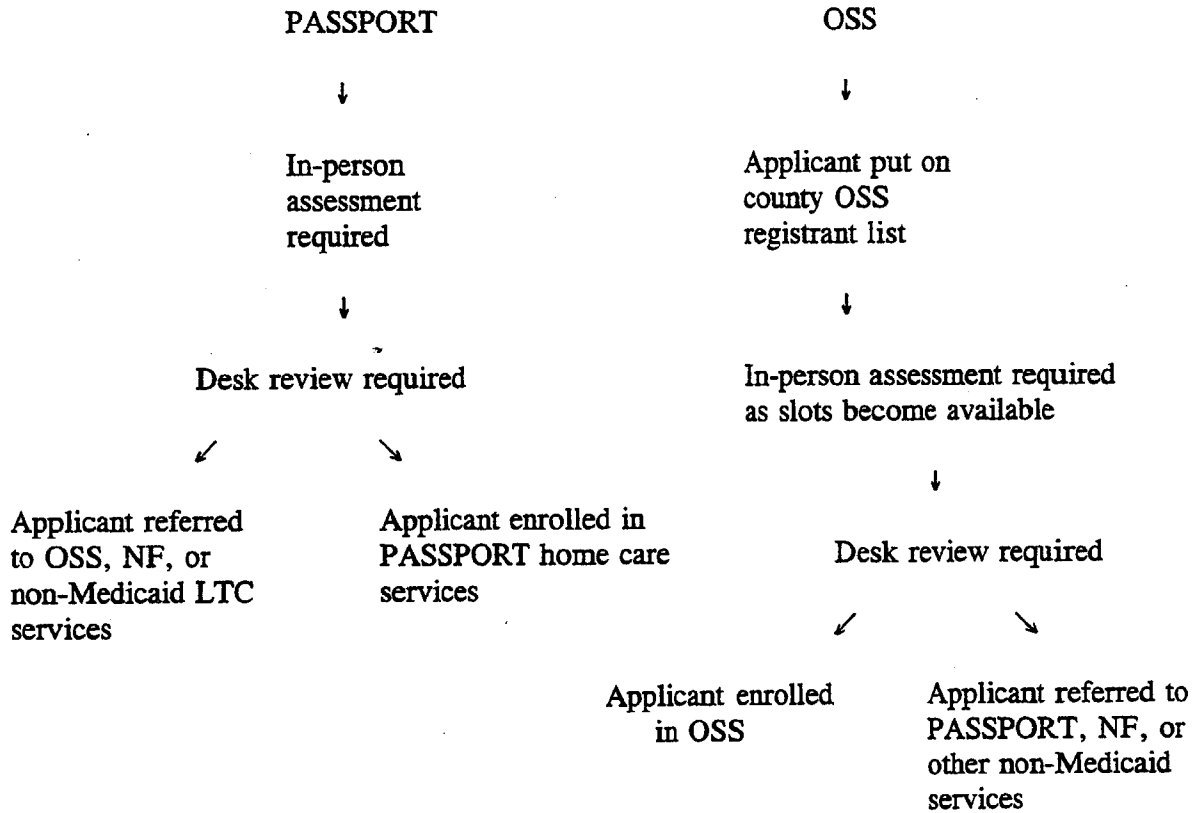 PASSPORT
↓
In-person
assessment
required
↓
Desk review required
↙ ↘
Applicant referred
to OSS, NF, or
non-Medicaid LTC
services
Applicant enrolled in
PASSPORT home care
services
OSS
↓
Applicant put on
county OSS
registrant list
↓
In-person assessment required
as slots become available
↓
Desk review required
↙ ↘
Applicant enrolled
in OSS
Applicant referred to
PASSPORT, NF, or
other non-Medicaid
services